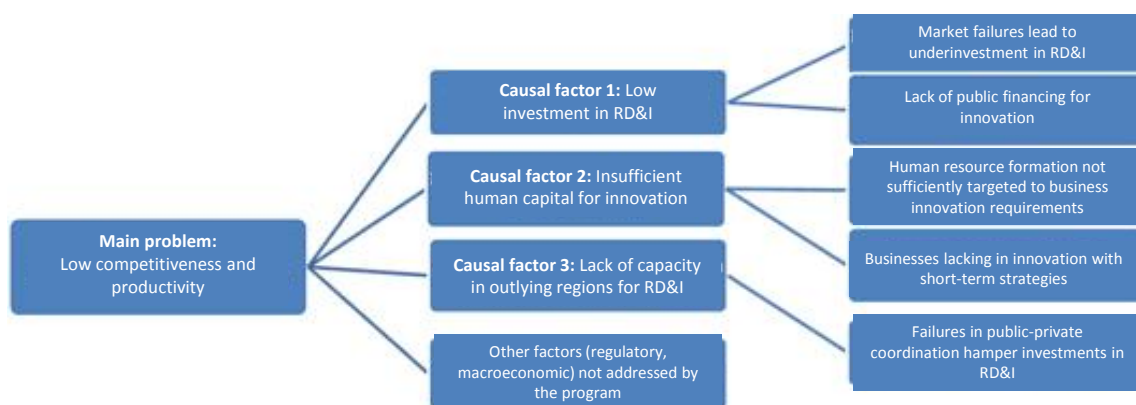 Main problem:
Low competitiveness and
productivity
Causal factor 1: Low
investment in RD&I
Causal factor 2: Insufficient
human capital for innovation
Causal factor 3: Lack of capacity
in outlying regions for RD&I
Other factors (regulatory,
macroeconomic) not addressed by
the program
Market failures lead to
underinvestment in RD&I
Lack of public financing for
innovation
Human resource formation not
sufficiently targeted to business
innovation requirements
Businesses lacking in innovation with
short-term strategies
Failures in public-private
coordination hamper investments in
RD&I